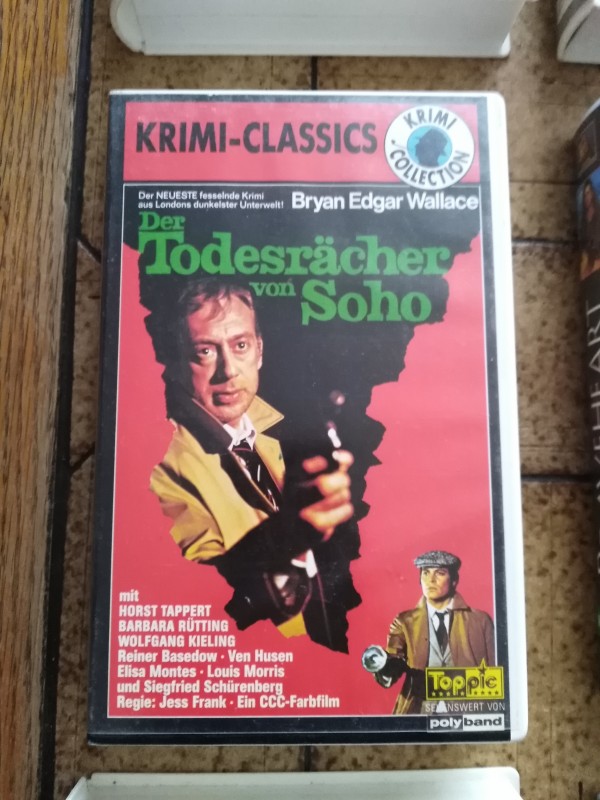 KRIMI-CLASSICS
KRIMI
COLLECTION
Der NEUESTE fesselnde Krimi
aus Londons dunkelster Unterwelt!
Bryan Edgar Wallace
Der
Todesrächer
von Soho
mit
HORST TAPPERT
BARBARA RÜTTING
WOLFGANG KIELING
Reiner Basedow · Ven Husen
Elisa Montes · Louis Morris
und Siegfried Schürenberg
Regie: Jess Frank · Ein CCC-Farbfilm
Toppic
SEHENSWERT VON
polyband